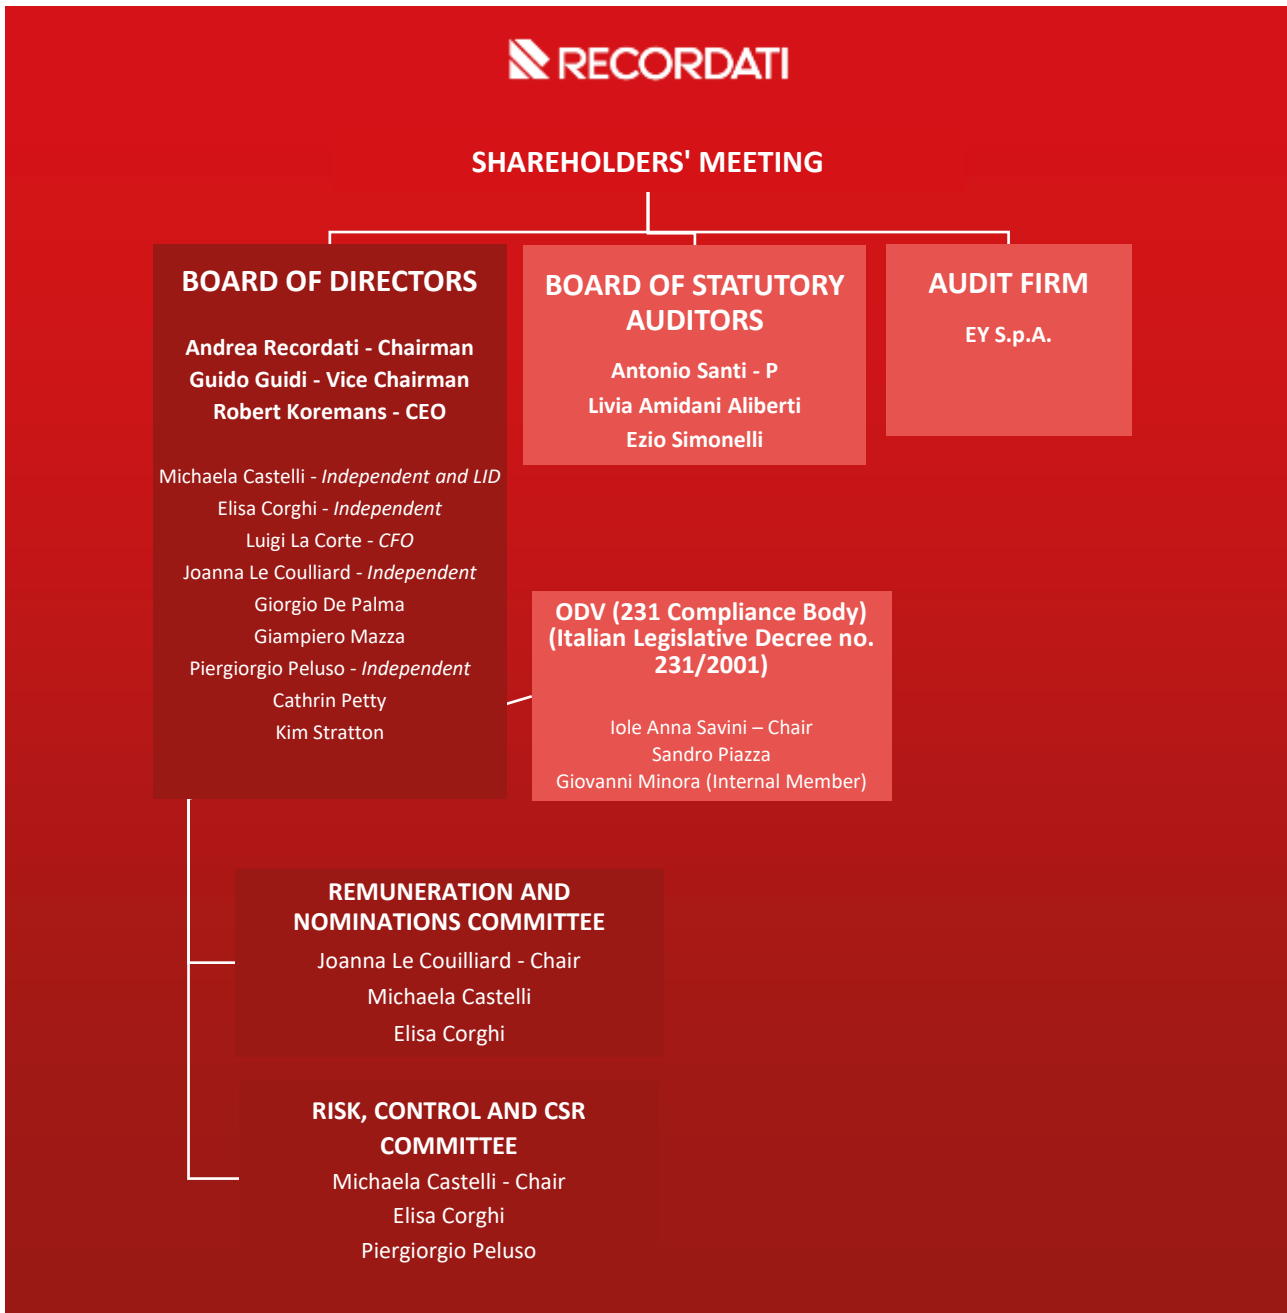 RECORDATI
SHAREHOLDERS' MEETING
BOARD OF DIRECTORS
Andrea Recordati - Chairman
Guido Guidi - Vice Chairman
Robert Koremans - CEO
Michaela Castelli - Independent and LID
Elisa Corghi - Independent
Luigi La Corte - CFO
Joanna Le Coulliard - Independent
Giorgio De Palma
Giampiero Mazza
Piergiorgio Peluso - Independent
Cathrin Petty
Kim Stratton
BOARD OF STATUTORY
AUDITORS
Antonio Santi - P
Livia Amidani Aliberti
Ezio Simonelli
AUDIT FIRM
EY S.p.A.
ODV (231 Compliance Body)
(Italian Legislative Decree no.
231/2001)
Iole Anna Savini – Chair
Sandro Piazza
Giovanni Minora (Internal Member)
REMUNERATION AND
NOMINATIONS COMMITTEE
Joanna Le Couilliard - Chair
Michaela Castelli
Elisa Corghi
RISK, CONTROL AND CSR
COMMITTEE
Michaela Castelli - Chair
Elisa Corghi
Piergiorgio Peluso